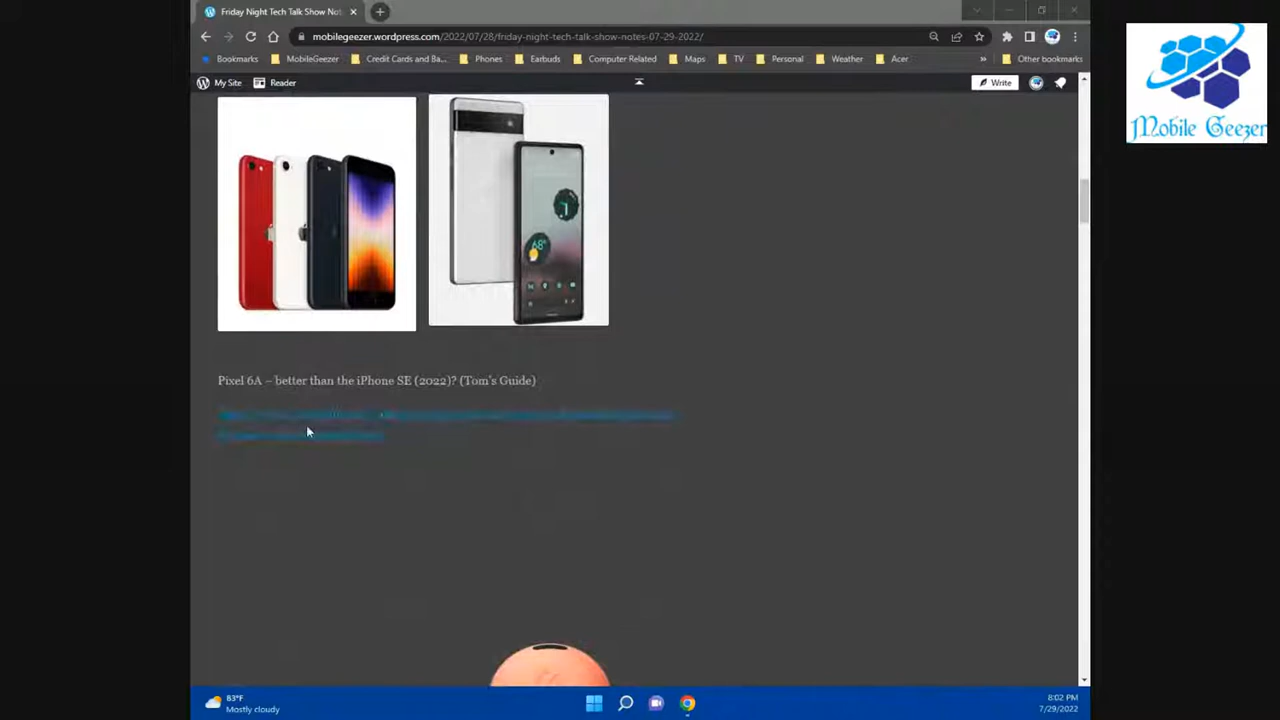 Friday Night Tech Talk Show Not
mobilegeezer.wordpress.com/2022/07/28/friday-night-tech-talk-show-notes-07-29-2022/
Bookmarks MobileGeezer Credit Cards and Ba... Phones Earbuds Computer Related Maps TV Personal Weather Acer » Other bookmarks
My Site Reader Write
Mobile Geezer
68°
Pixel 6A – better than the iPhone SE (2022)? (Tom's Guide)
83°F
Mostly cloudy
8:02 PM
7/29/2022